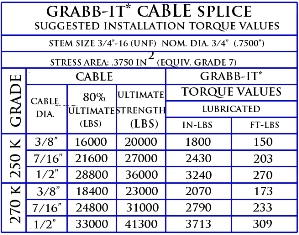 GRABB-IT* CABLE SPLICE
SUGGESTED INSTALLATION TORQUE VALUES
STEM SIZE 3/4"-16 (UNF) NOM. DIA. 3/4" (.7500")
STRESS AREA: .3750 IN2 (EQUIV. GRADE 7)
GRADE CABLE GRABB-IT*
CABLE DIA. 80% ULTIMATE (LBS) ULTIMATE STRENGTH (LBS) TORQUE VALUES
LUBRICATED
IN-LBS FT-LBS
250 K 3/8" 16000 20000 1800 150
7/16" 21600 27000 2430 203
1/2" 28800 36000 3240 270
270 K 3/8" 18400 23000 2070 173
7/16" 24800 31000 2790 233
1/2" 33000 41300 3713 309